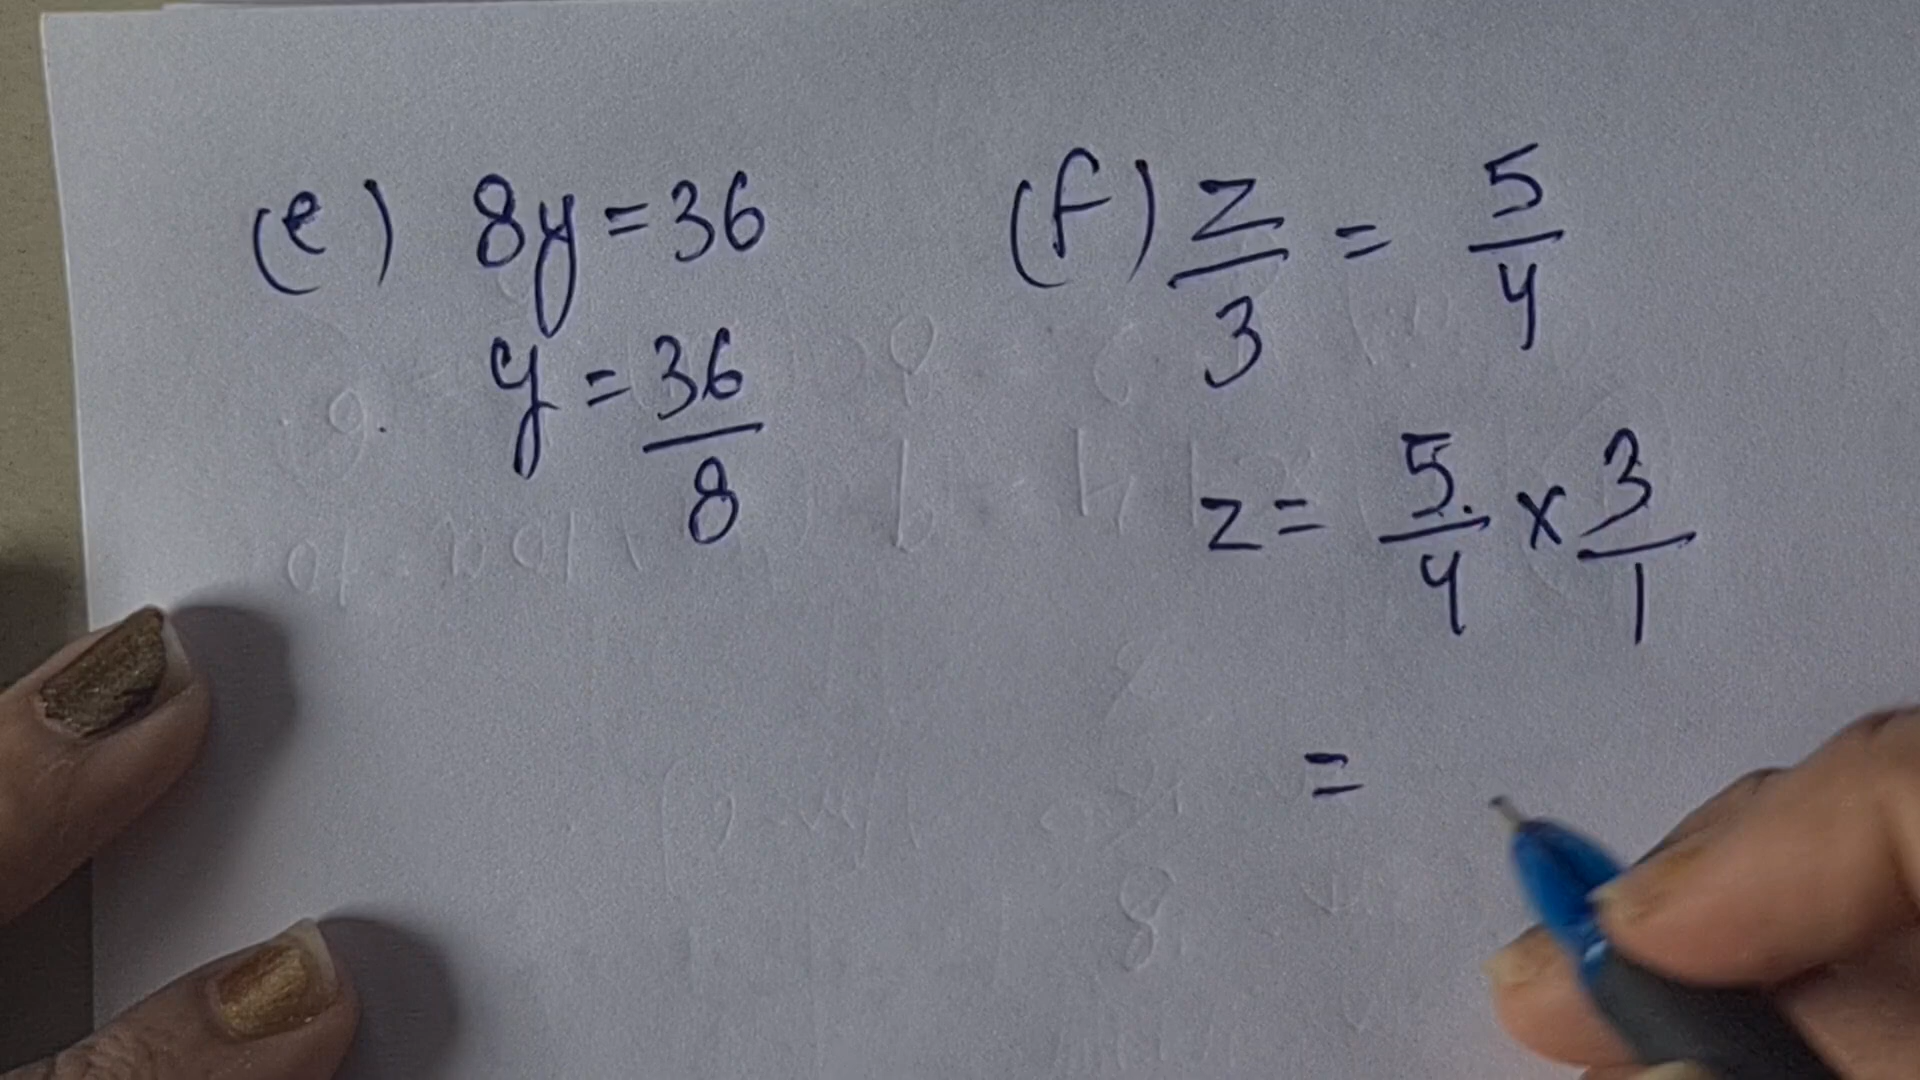 (e) 8y=36
y = 36/8
(f) z/3 = 5/4
z = 5/4 x 3/1
=